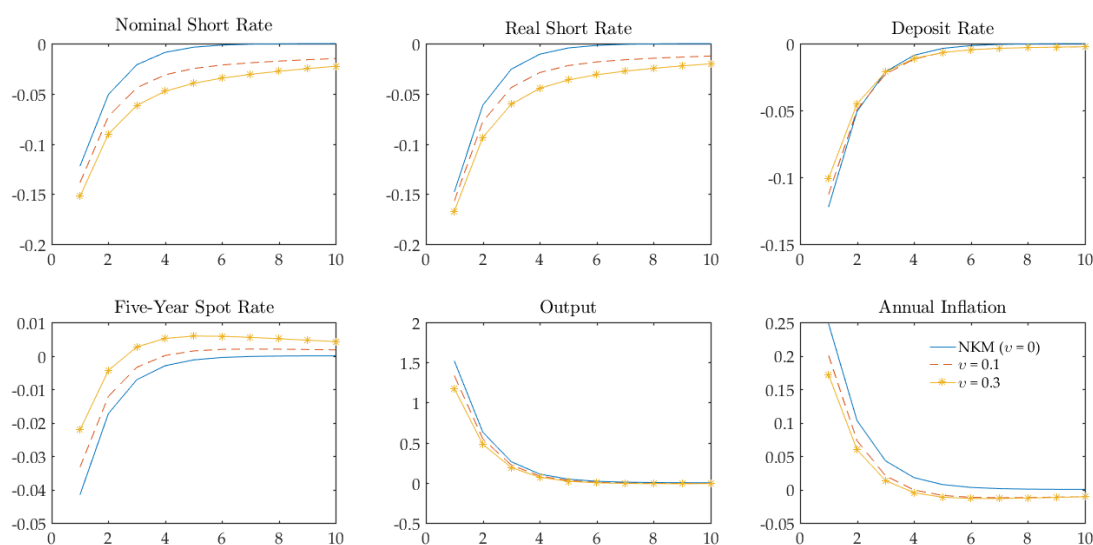 Nominal Short Rate
0
-0.05
-0.1
-0.15
-0.2
0 2 4 6 8 10
Real Short Rate
0
-0.05
-0.1
-0.15
-0.2
0 2 4 6 8 10
Deposit Rate
0
-0.05
-0.1
-0.15
0 2 4 6 8 10
Five-Year Spot Rate
0.01
0
-0.01
-0.02
-0.03
-0.04
-0.05
0 2 4 6 8 10
Output
2
1.5
1
0.5
0
-0.5
0 2 4 6 8 10
Annual Inflation
0.25
0.2
0.15
0.1
0.05
0
-0.05
0 2 4 6 8 10
NKM (v = 0)
v = 0.1
v = 0.3